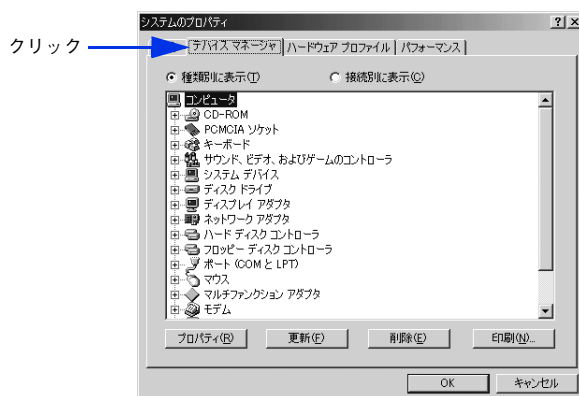 システムのプロパティ
クリック
デバイス マネージャ ハードウェア プロファイル パフォーマンス
種類別に表示(T) 接続別に表示(C)
コンピュータ
CD-ROM
PCMCIA ソケット
キーボード
サウンド、ビデオ、およびゲームのコントローラ
システム デバイス
ディスク ドライブ
ディスプレイ アダプタ
ネットワーク アダプタ
ハード ディスク コントローラ
フロッピー ディスク コントローラ
ポート (COM と LPT)
マウス
マルチファンクション アダプタ
モデム
プロパティ(R) 更新(F) 削除(E) 印刷(N)...
OK キャンセル